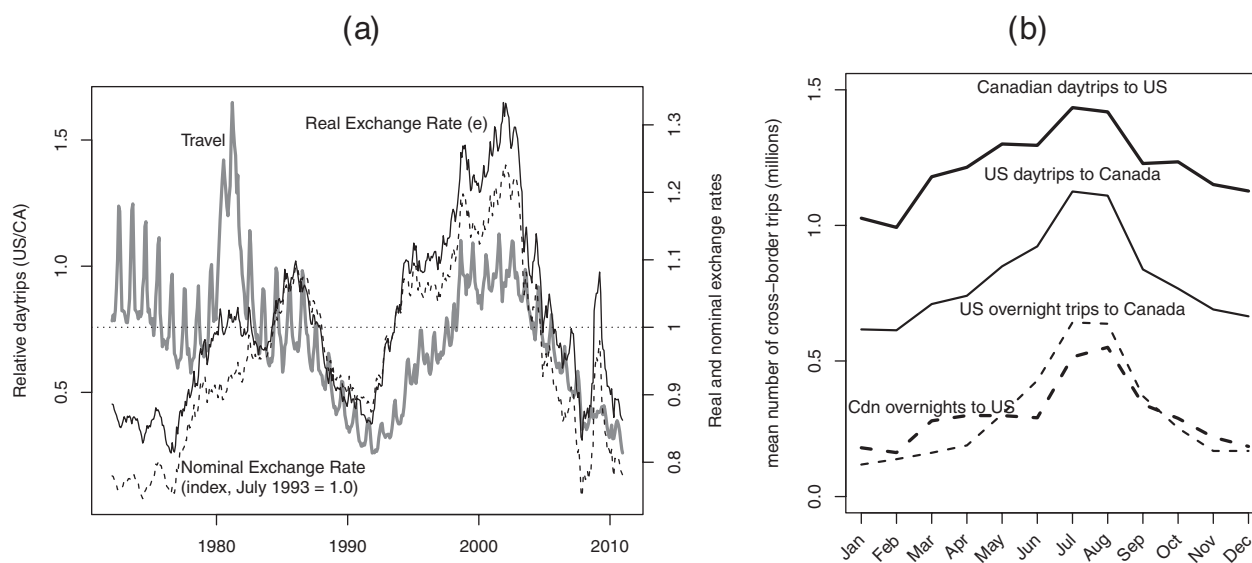 (a)
(b)
Relative daytrips (US/CA)
1.5
1.0
0.5
Travel
Real Exchange Rate (e)
Nominal Exchange Rate
(index, July 1993 = 1.0)
1.3
1.2
1.1
1
0.9
0.8
Real and nominal exchange rates
1980
1990
2000
2010
mean number of cross−border trips (millions)
1.5
1.0
0.5
0.0
Canadian daytrips to US
US daytrips to Canada
US overnight trips to Canada
Cdn overnights to US
Jan
Feb
Mar
Apr
May
Jun
Jul
Aug
Sep
Oct
Nov
Dec